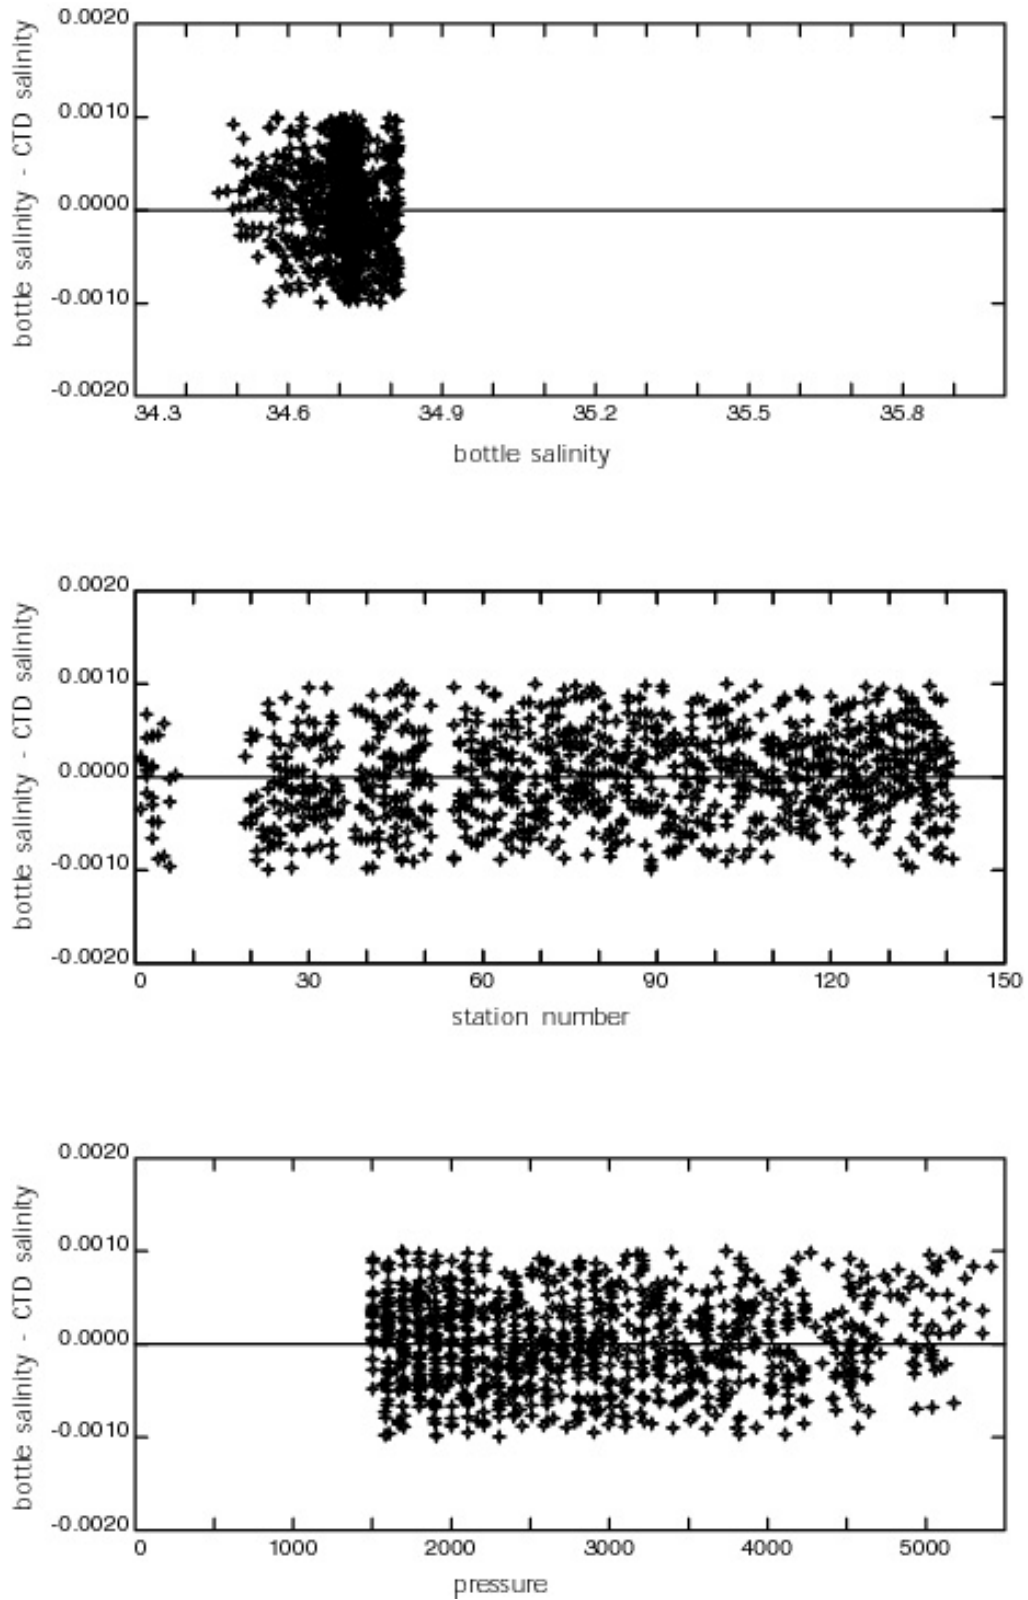 0.0020
0.0010
0.0000
-0.0010
-0.0020
bottle salinity - CTD salinity
34.3 34.6 34.9 35.2 35.5 35.8
bottle salinity
0.0020
0.0010
0.0000
-0.0010
-0.0020
bottle salinity - CTD salinity
0 30 60 90 120 150
station number
0.0020
0.0010
0.0000
-0.0010
-0.0020
bottle salinity - CTD salinity
0 1000 2000 3000 4000 5000
pressure